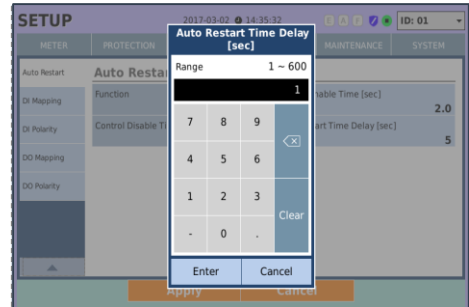 SETUP
2017-03-02 14:35:32
ID: 01
METER
PROTECTION
MAINTENANCE
SYSTEM
Auto Restart Time Delay
[sec]
Range 1 ~ 600
1
7 8 9
4 5 6
1 2 3
Clear
- 0 .
Enter Cancel
Auto Restart
DI Mapping
DI Polarity
DO Mapping
DO Polarity
Auto Resta
Function
nable Time [sec]
2.0
Control Disable Ti
art Time Delay [sec]
5
Apply Cancel